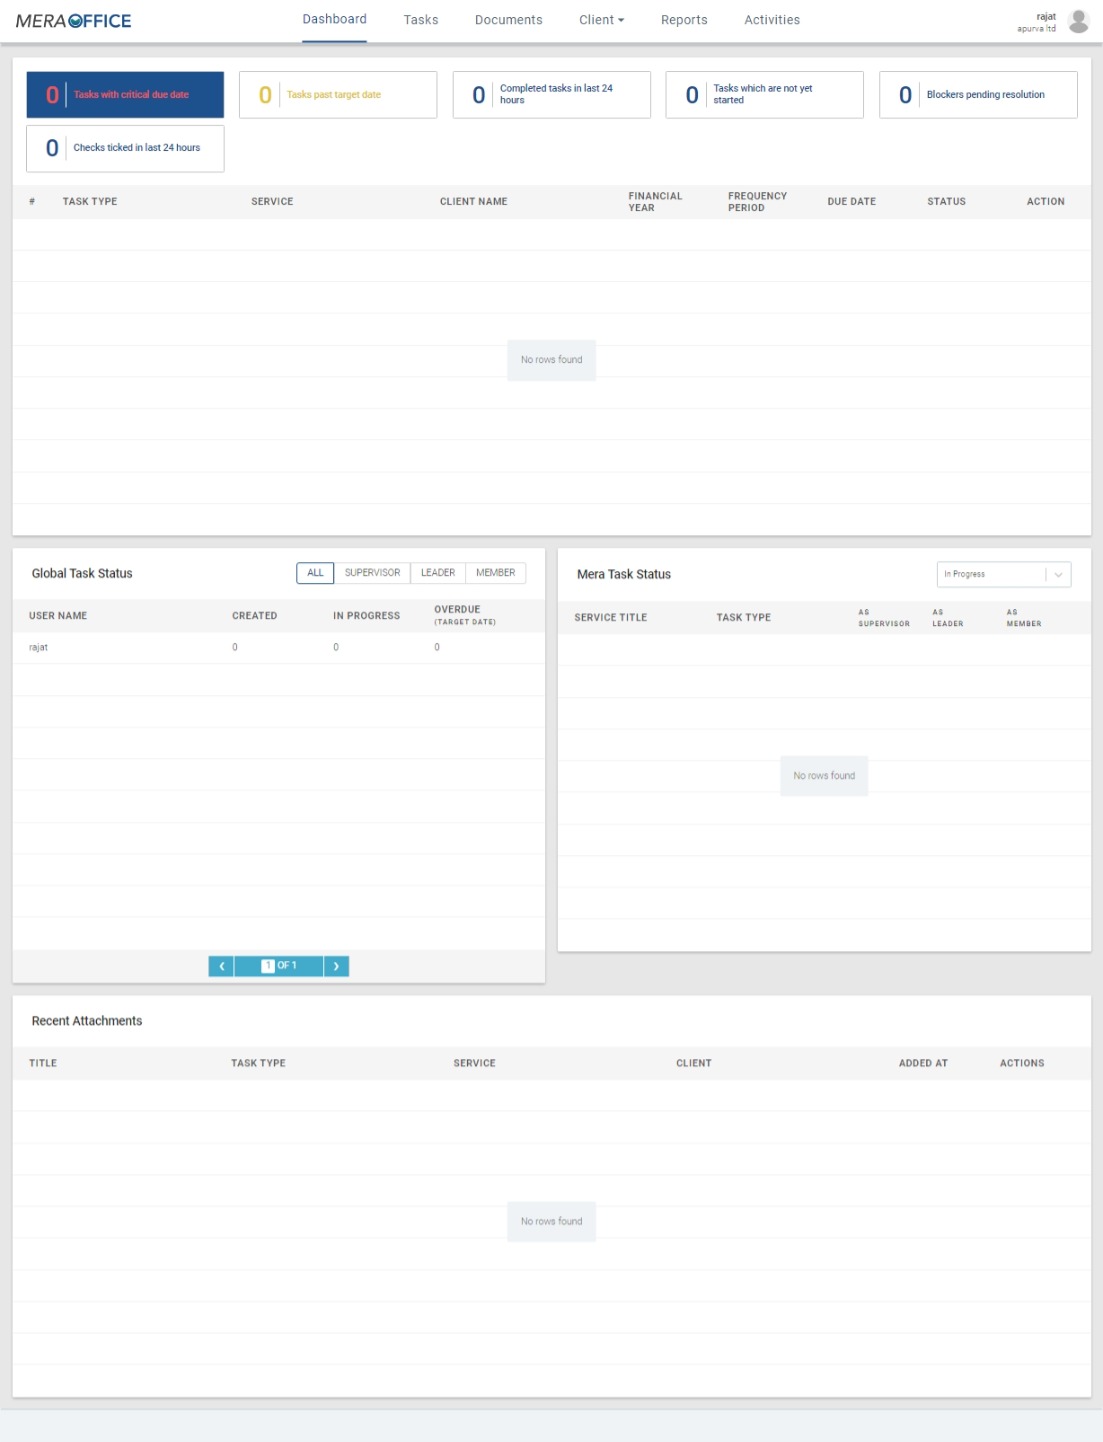 MERAOFFICE
Dashboard Tasks Documents Client Reports Activities
rajat
apurva ltd
0 Tasks with critical due date
0 Tasks past target date
0 Completed tasks in last 24
hours
0 Tasks which are not yet
started
0 Blockers pending resolution
0 Checks ticked in last 24 hours
# TASK TYPE SERVICE CLIENT NAME FINANCIAL YEAR FREQUENCY PERIOD DUE DATE STATUS ACTION
No rows found
Global Task Status
ALL SUPERVISOR LEADER MEMBER
USER NAME CREATED IN PROGRESS OVERDUE
(TARGET DATE)
rajat 0 0 0
1 OF 1
Mera Task Status
In Progress
SERVICE TITLE TASK TYPE AS SUPERVISOR AS LEADER AS MEMBER
No rows found
Recent Attachments
TITLE TASK TYPE SERVICE CLIENT ADDED AT ACTIONS
No rows found